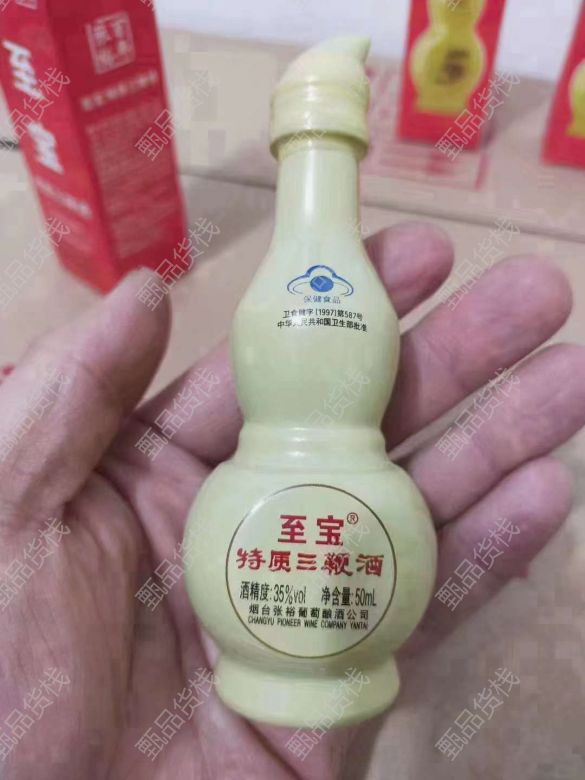 保健食品
卫食健字[1997]第587号
中华人民共和国卫生部批准
至宝®
特质三鞭酒
酒精度:35%vol 净含量:50mL
烟台张裕葡萄酿酒公司
CHANGYU PIONEER WINE COMPANY YANTAI
至宝
甄品货栈